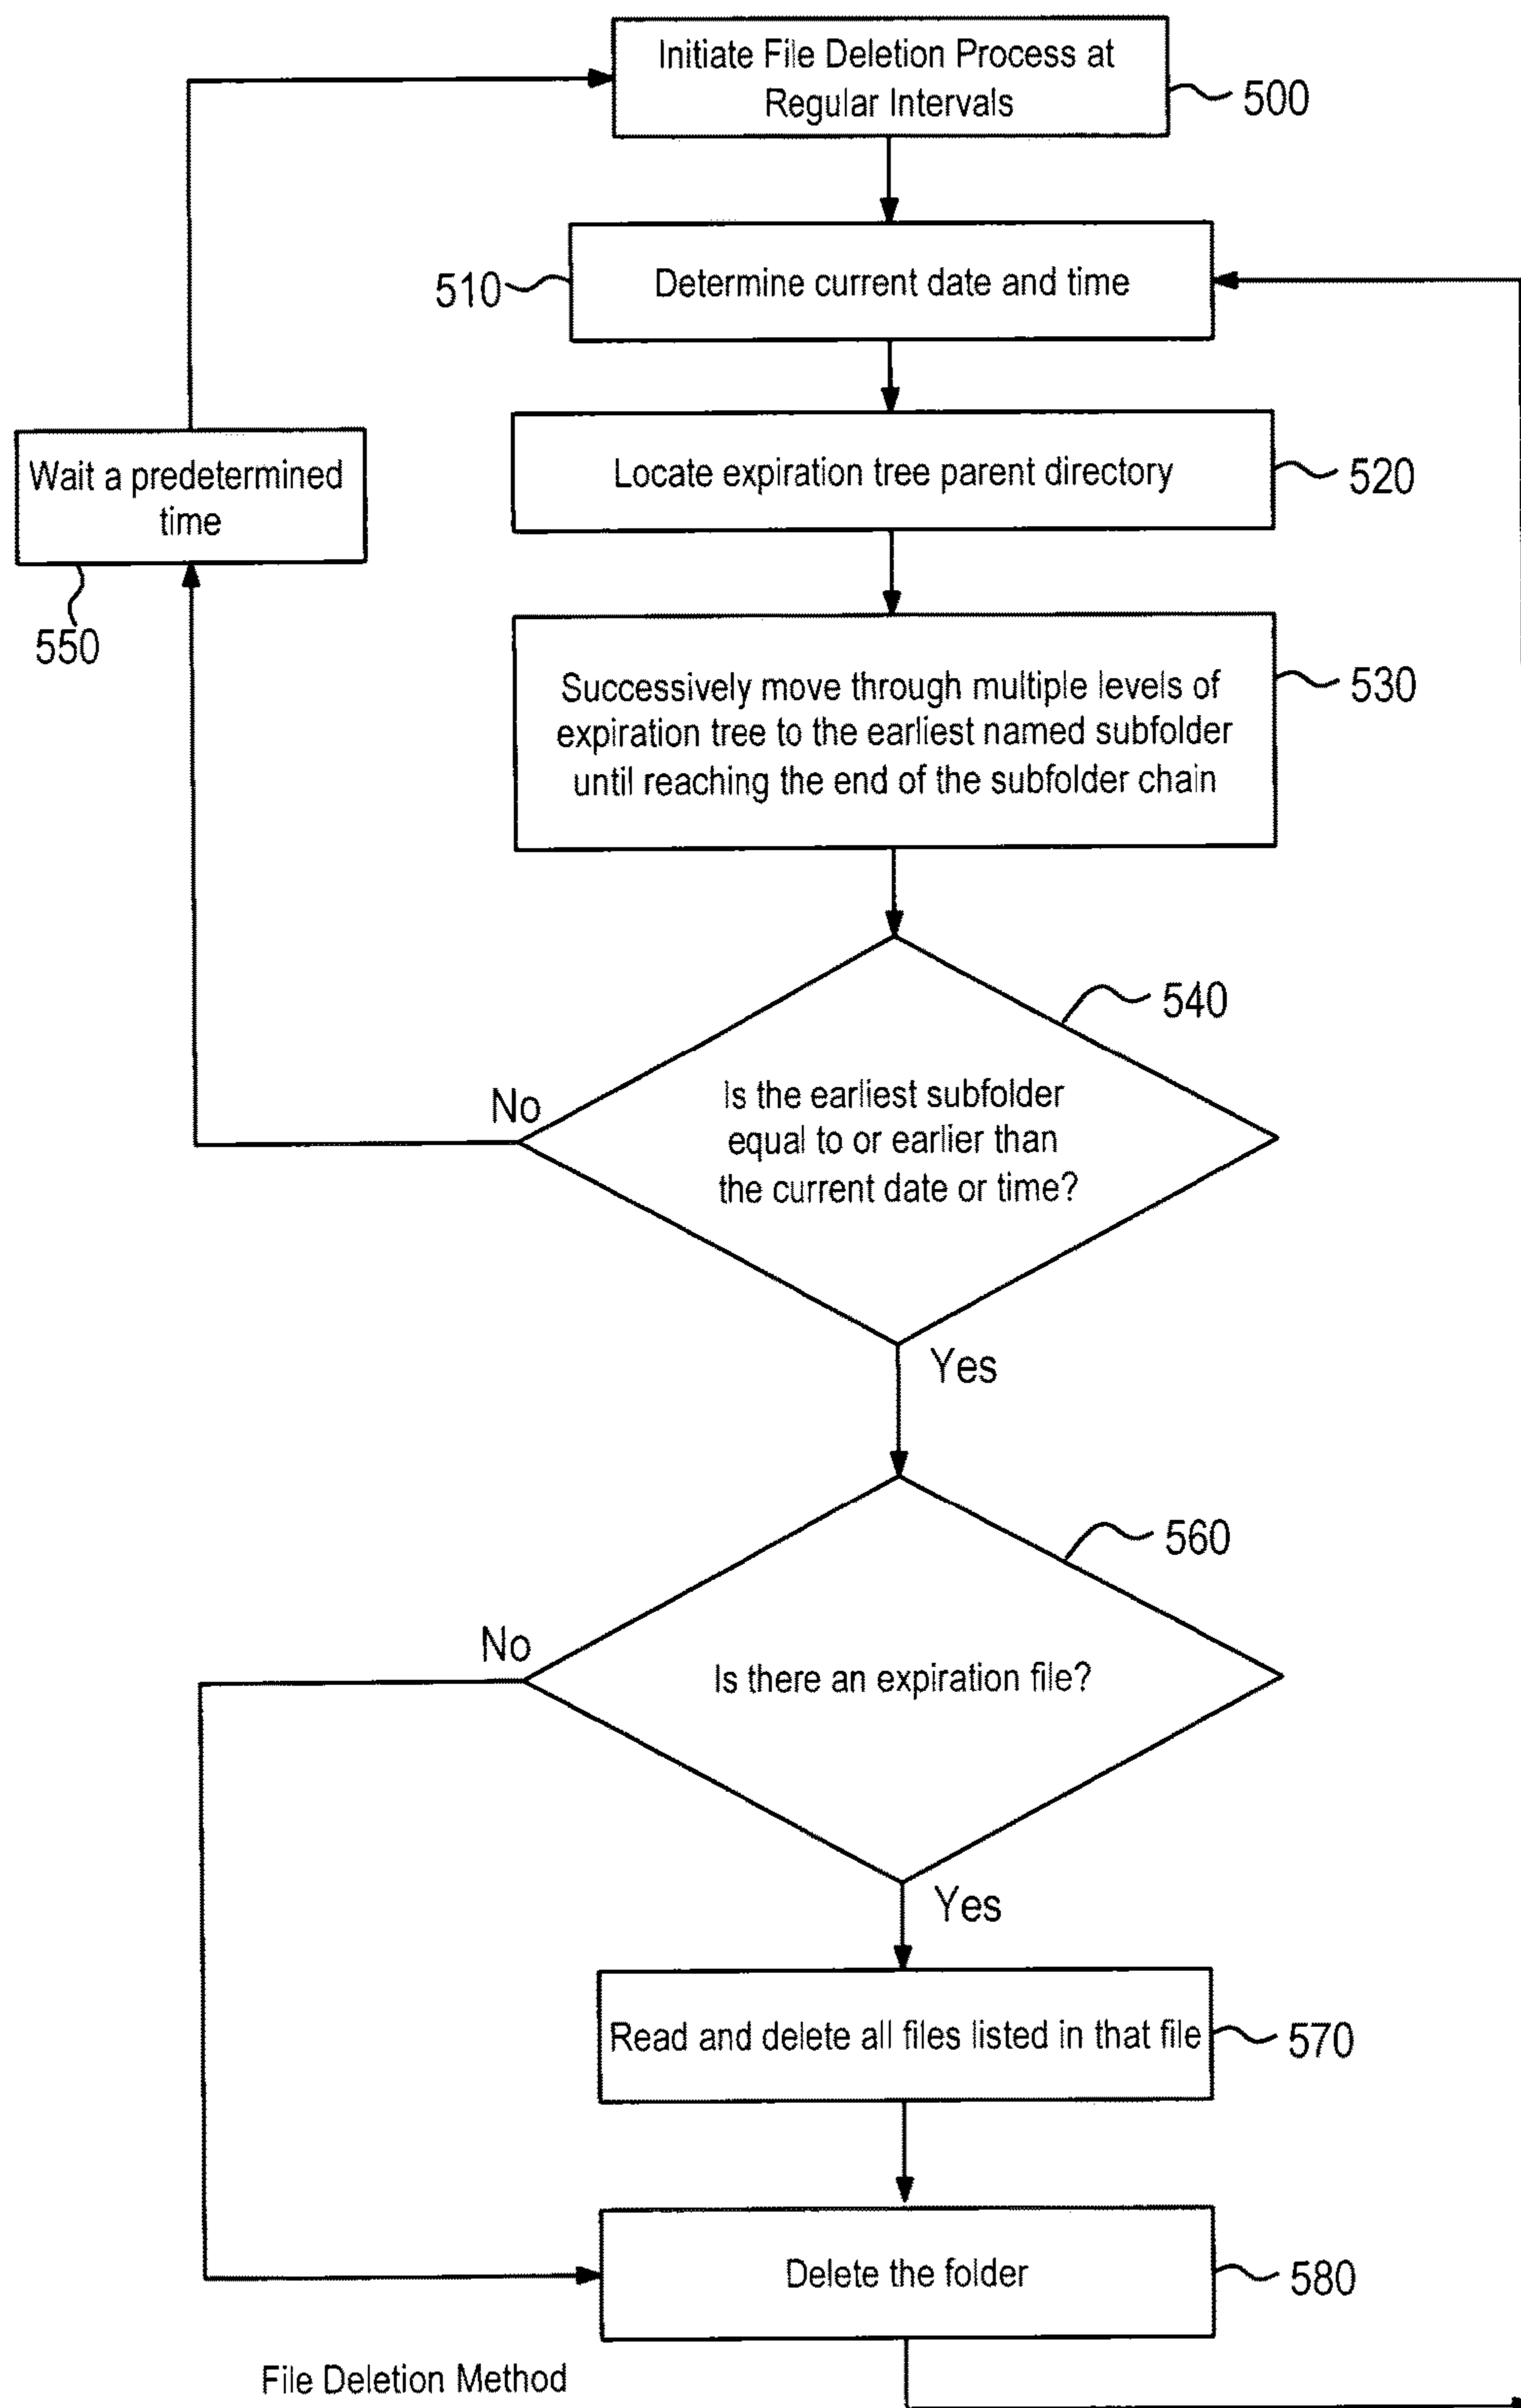 Initiate File Deletion Process at
Regular Intervals
500
510
Determine current date and time
Locate expiration tree parent directory
520
Wait a predetermined
time
550
Successively move through multiple levels of
expiration tree to the earliest named subfolder
until reaching the end of the subfolder chain
530
540
No
Is the earliest subfolder
equal to or earlier than
the current date or time?
Yes
560
No
Is there an expiration file?
Yes
Read and delete all files listed in that file
570
Delete the folder
580
File Deletion Method